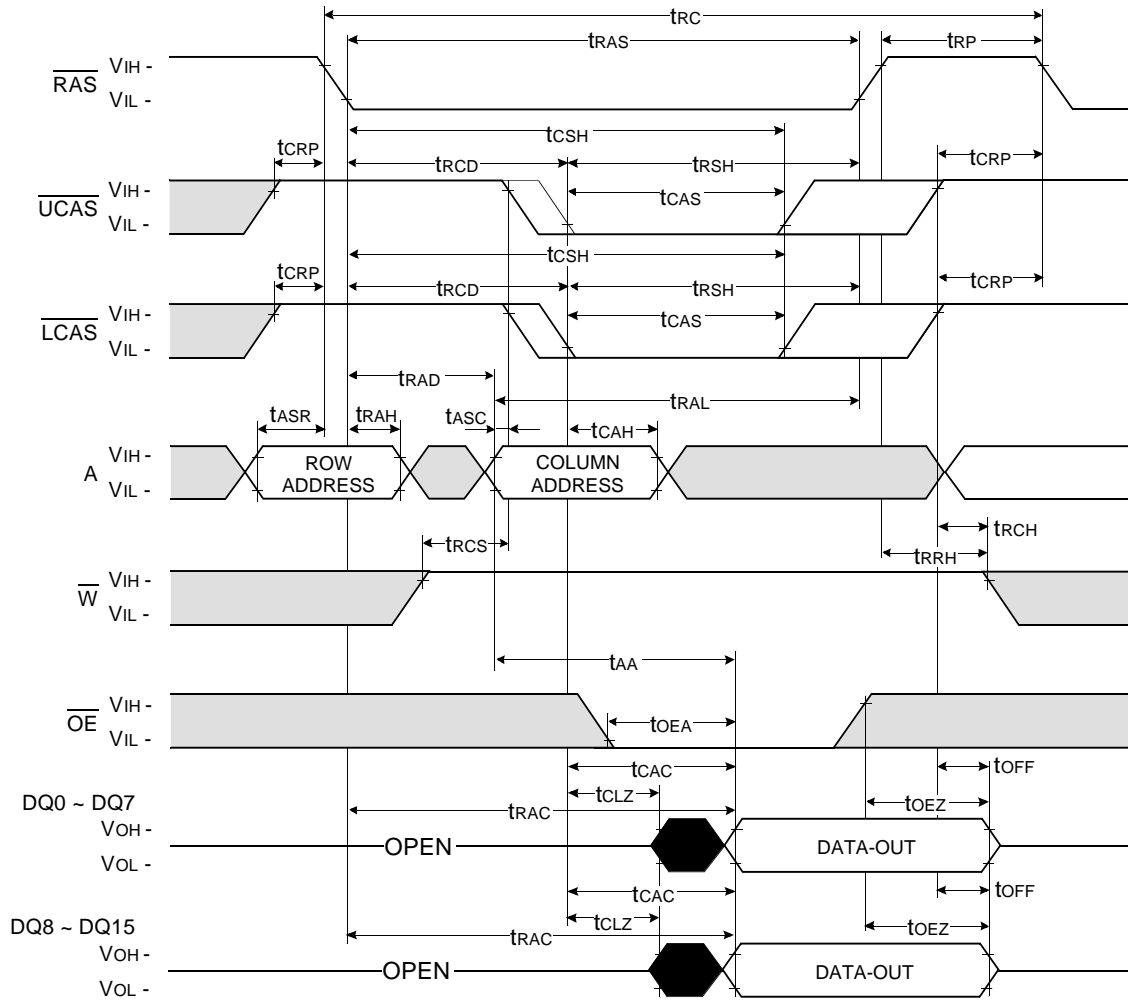 tRC
tRAS
tRP
RAS
VIH -
VIL -
tCSH
tCRP
tRCD
tRSH
tCRP
UCAS
VIH -
VIL -
tCAS
tCSH
tCRP
tRCD
tRSH
tCRP
LCAS
VIH -
VIL -
tCAS
tRAD
tRAL
tASR
tRAH
tASC
tCAH
A
VIH -
VIL -
ROW
ADDRESS
COLUMN
ADDRESS
tRCS
tRCH
tRRH
W
VIH -
VIL -
tAA
OE
VIH -
VIL -
tOEA
tCAC
tOFF
tCLZ
tOEZ
DQ0 ~ DQ7
tRAC
VOH -
VOL -
OPEN
DATA-OUT
tCAC
tOFF
tCLZ
tOEZ
DQ8 ~ DQ15
tRAC
VOH -
VOL -
OPEN
DATA-OUT